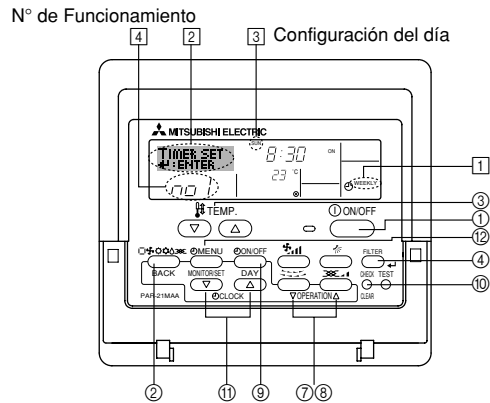 N° de Funcionamiento
4 2 3 Configuración del día
MITSUBISHI ELECTRIC
TIMER SET
↵:ENTER
SUN
8:30
ON
23 °C
WEEKLY
no1
1
TEMP.
ON/OFF
③
①
⑫
MENU
ON/OFF
FILTER
④
BACK
MONITOR/SET
DAY
CHECK TEST
PAR-21MAA
CLOCK
▽OPERATION△
CLEAR
⑩
② ⑪ ⑨ ⑦⑧